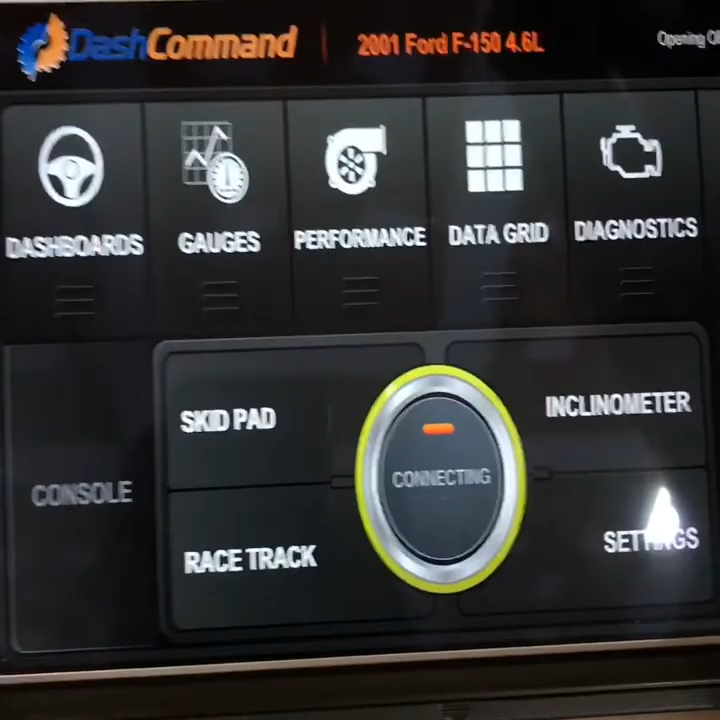 DashCommand
2001 Ford F-150 4.6L
Opening
DASHBOARDS
GAUGES
PERFORMANCE
DATA GRID
DIAGNOSTICS
SKID PAD
INCLINOMETER
CONNECTING
CONSOLE
RACE TRACK
SETTINGS